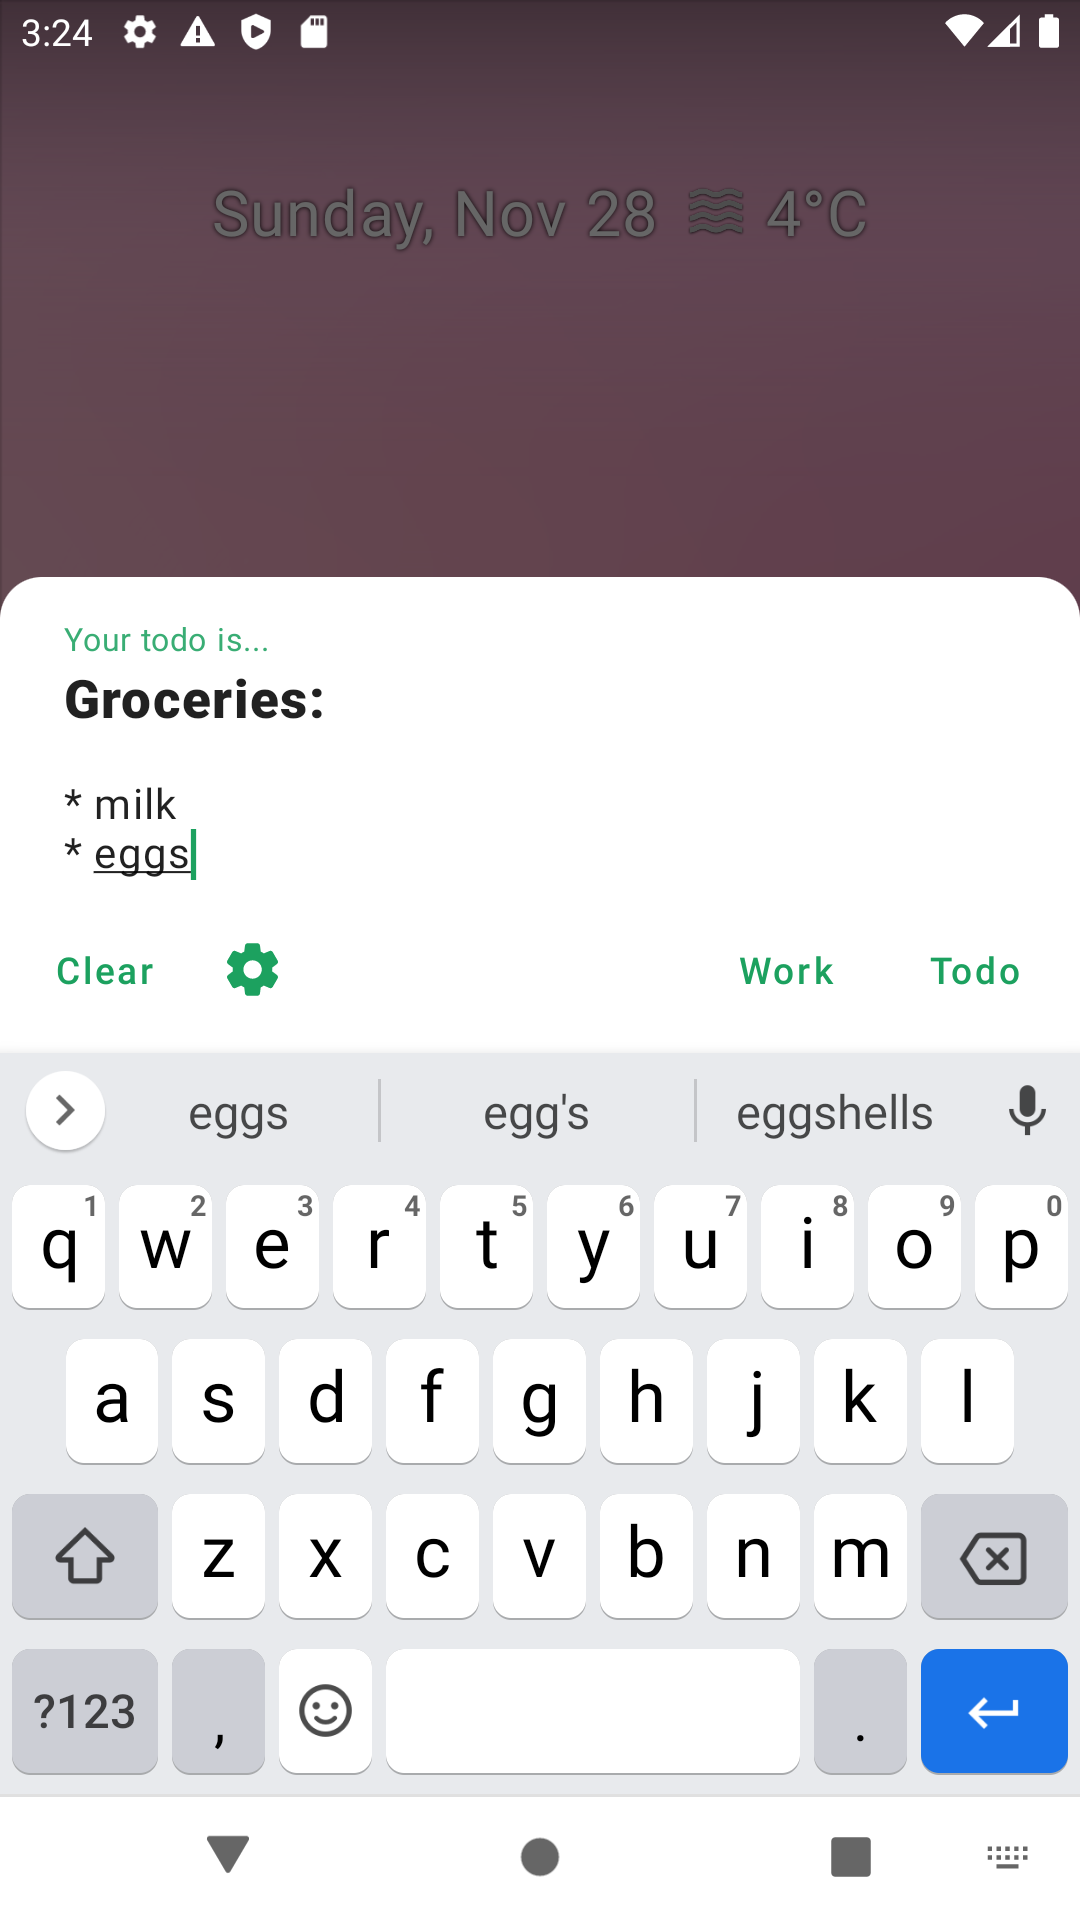 3:24
Sunday, Nov 28 4°C
Your todo is...
Groceries:
* milk
* eggs
Clear Work Todo
eggs egg's eggshells
q1 w2 e3 r4 t5 y6 u7 i8 o9 p0
a s d f g h j k l
z x c v b n m
?123 , .